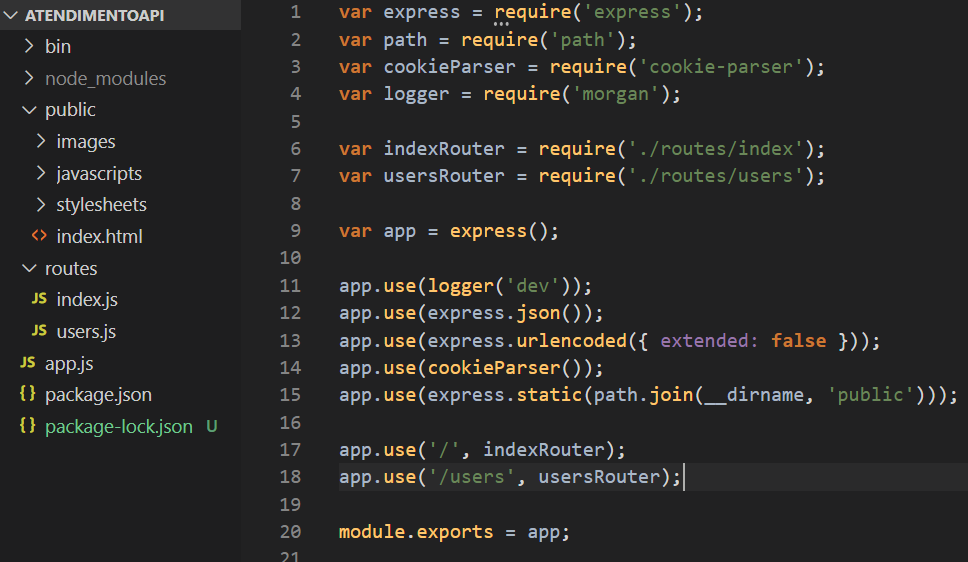 ATENDIMENTOAPI
bin
node_modules
public
images
javascripts
stylesheets
<> index.html
routes
JS index.js
JS users.js
JS app.js
{} package.json
{} package-lock.json U
1 var express = require('express');
2 var path = require('path');
3 var cookieParser = require('cookie-parser');
4 var logger = require('morgan');
5
6 var indexRouter = require('./routes/index');
7 var usersRouter = require('./routes/users');
8
9 var app = express();
10
11 app.use(logger('dev'));
12 app.use(express.json());
13 app.use(express.urlencoded({ extended: false }));
14 app.use(cookieParser());
15 app.use(express.static(path.join(__dirname, 'public')));
16
17 app.use('/', indexRouter);
18 app.use('/users', usersRouter);
19
20 module.exports = app;
21